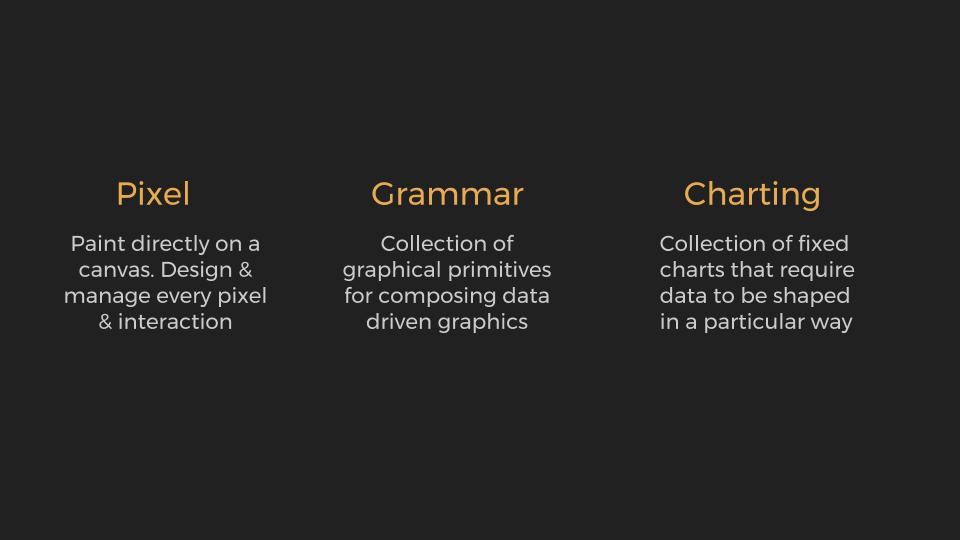 Pixel
Paint directly on a
canvas. Design &
manage every pixel
& interaction
Grammar
Collection of
graphical primitives
for composing data
driven graphics
Charting
Collection of fixed
charts that require
data to be shaped
in a particular way